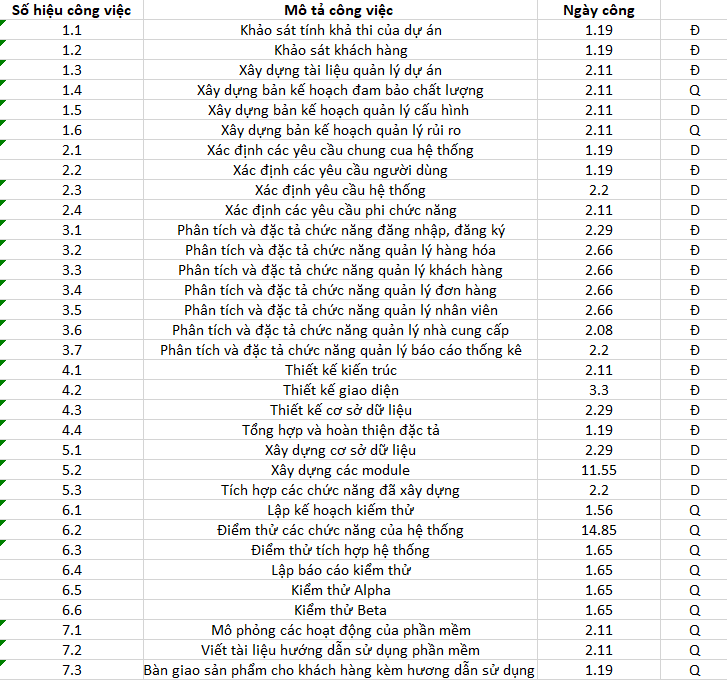 Số hiệu công việc Mô tả công việc Ngày công
1.1 Khảo sát tính khả thi của dự án 1.19 Đ
1.2 Khảo sát khách hàng 1.19 Đ
1.3 Xây dựng tài liệu quản lý dự án 2.11 Đ
1.4 Xây dựng bản kế hoạch đam bảo chất lượng 2.11 Q
1.5 Xây dựng bản kế hoạch quản lý cấu hình 2.11 D
1.6 Xây dựng bản kế hoạch quản lý rủi ro 2.11 Q
2.1 Xác định các yêu cầu chung cua hệ thống 1.19 D
2.2 Xác định các yêu cầu người dùng 1.19 Đ
2.3 Xác định yêu cầu hệ thống 2.2 D
2.4 Xác định các yêu cầu phi chức năng 2.11 D
3.1 Phân tích và đặc tả chức năng đăng nhập, đăng ký 2.29 Đ
3.2 Phân tích và đặc tả chức năng quản lý hàng hóa 2.66 Đ
3.3 Phân tích và đặc tả chức năng quản lý khách hàng 2.66 Đ
3.4 Phân tích và đặc tả chức năng quản lý đơn hàng 2.66 Đ
3.5 Phân tích và đặc tả chức năng quản lý nhân viên 2.66 Đ
3.6 Phân tích và đặc tả chức năng quản lý nhà cung cấp 2.08 Đ
3.7 Phân tích và đặc tả chức năng quản lý báo cáo thống kê 2.2 Đ
4.1 Thiết kế kiến trúc 2.11 Đ
4.2 Thiết kế giao diện 3.3 Đ
4.3 Thiết kế cơ sở dữ liệu 2.29 Đ
4.4 Tổng hợp và hoàn thiện đặc tả 1.19 Đ
5.1 Xây dựng cơ sở dữ liệu 2.29 D
5.2 Xây dựng các module 11.55 D
5.3 Tích hợp các chức năng đã xây dựng 2.2 D
6.1 Lập kế hoạch kiếm thử 1.56 Q
6.2 Điểm thử các chức năng của hệ thống 14.85 Q
6.3 Điểm thử tích hợp hệ thống 1.65 Q
6.4 Lập báo cáo kiểm thử 1.65 Q
6.5 Kiểm thử Alpha 1.65 Q
6.6 Kiểm thử Beta 1.65 Q
7.1 Mô phỏng các hoạt động của phần mềm 2.11 Q
7.2 Viết tài liệu hướng dẫn sử dụng phần mềm 2.11 Q
7.3 Bàn giao sản phẩm cho khách hàng kèm hương dẫn sử dụng 1.19 Q